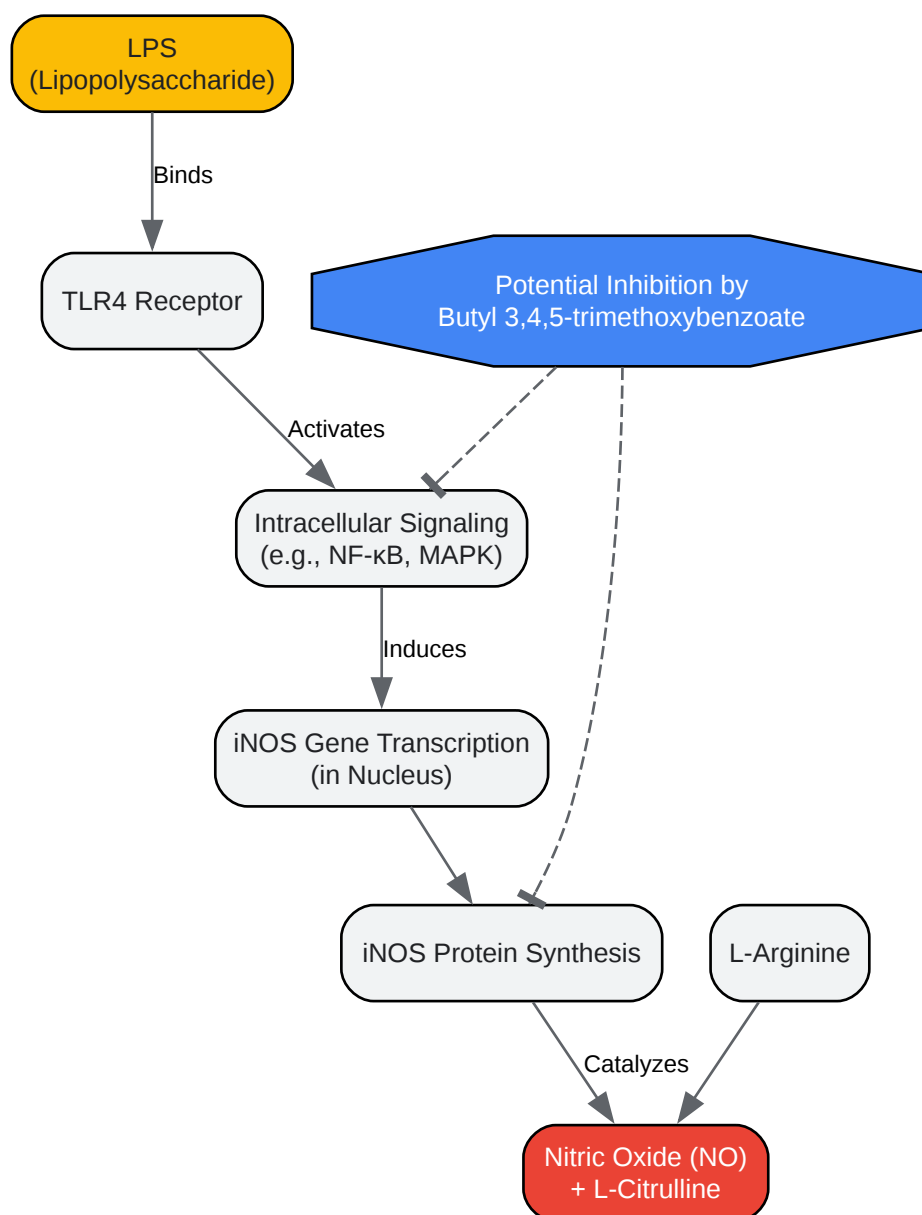 LPS
(Lipopolysaccharide)
Binds
TLR4 Receptor
Potential Inhibition by
Butyl 3,4,5-trimethoxybenzoate
Activates
Intracellular Signaling
(e.g., NF-κB, MAPK)
Induces
iNOS Gene Transcription
(in Nucleus)
iNOS Protein Synthesis
L-Arginine
Catalyzes
Nitric Oxide (NO)
+ L-Citrulline